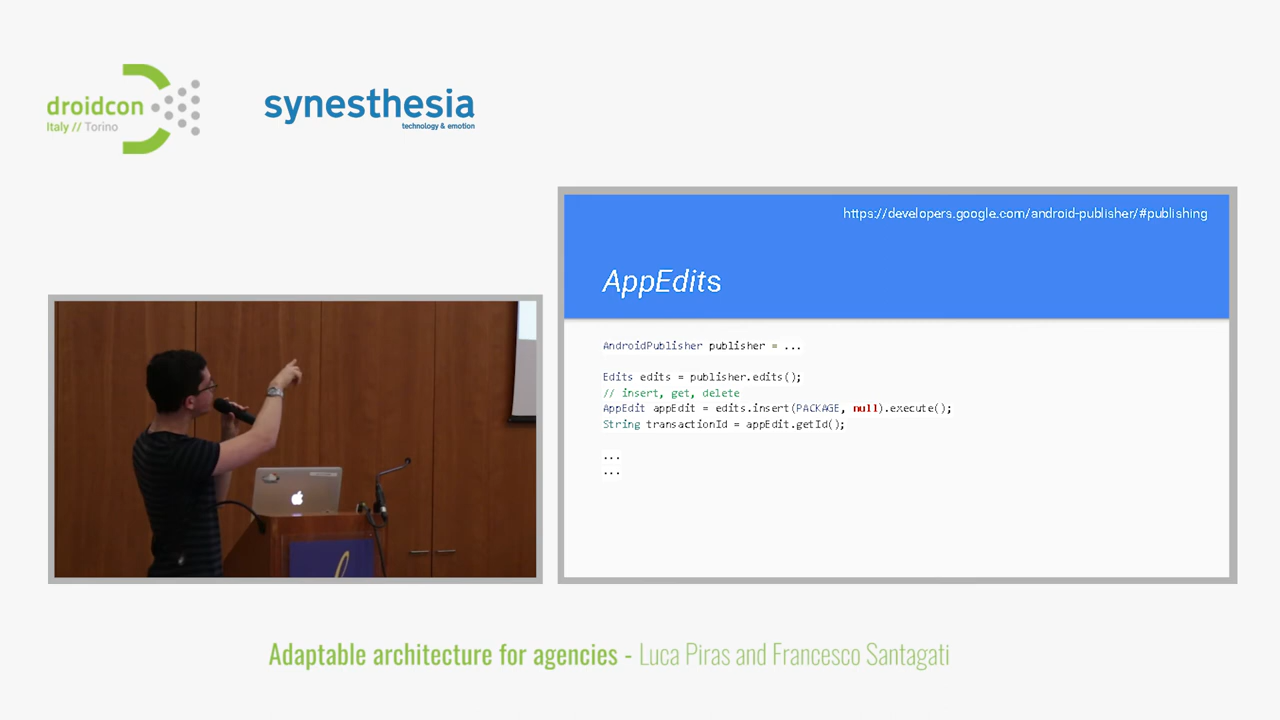 droidcon
Italy // Torino
synesthesia
technology & emotion
https://developers.google.com/android-publisher/#publishing
AppEdits
AndroidPublisher publisher = ...
Edits edits = publisher.edits();
// insert, get, delete
AppEdit appEdit = edits.insert(PACKAGE, null).execute();
String transactionId = appEdit.getId();
...
...
Adaptable architecture for agencies - Luca Piras and Francesco Santagati